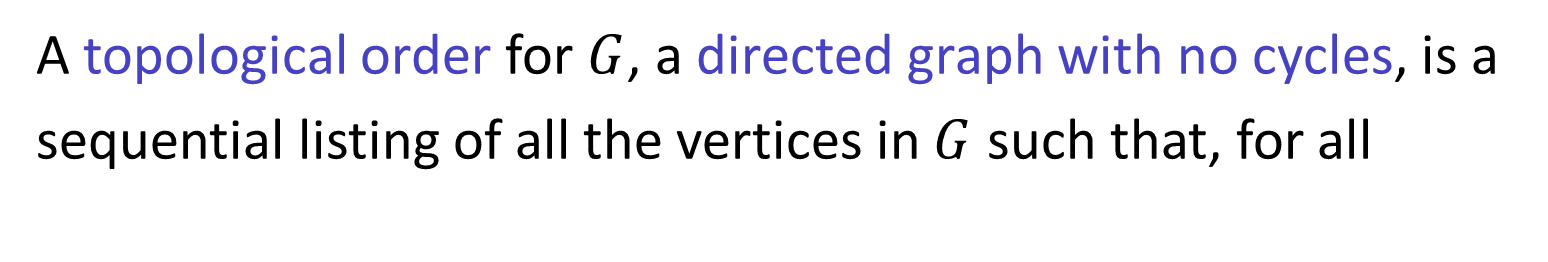 A topological order for G, a directed graph with no cycles, is a
sequential listing of all the vertices in G such that, for all